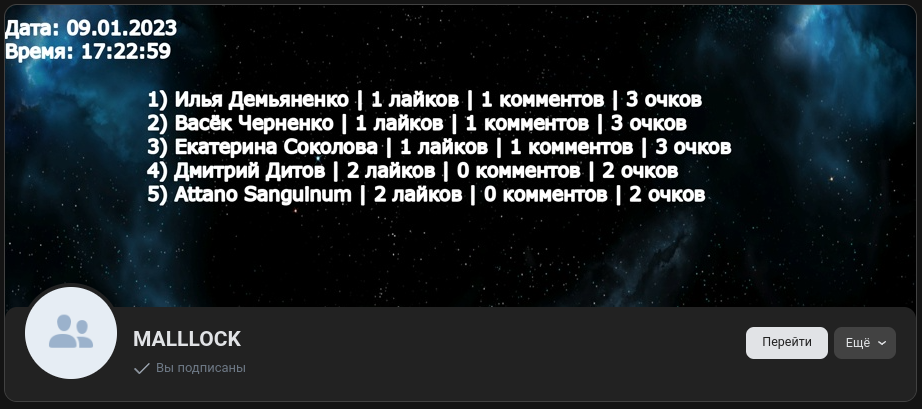 Дата: 09.01.2023
Время: 17:22:59
1) Илья Демьяненко | 1 лайков | 1 комментов | 3 очков
2) Васёк Черненко | 1 лайков | 1 комментов | 3 очков
3) Екатерина Соколова | 1 лайков | 1 комментов | 3 очков
4) Дмитрий Дитов | 2 лайков | 0 комментов | 2 очков
5) Attano Sanguinum | 2 лайков | 0 комментов | 2 очков
MALLLOCK
Вы подписаны
Перейти
Ещё